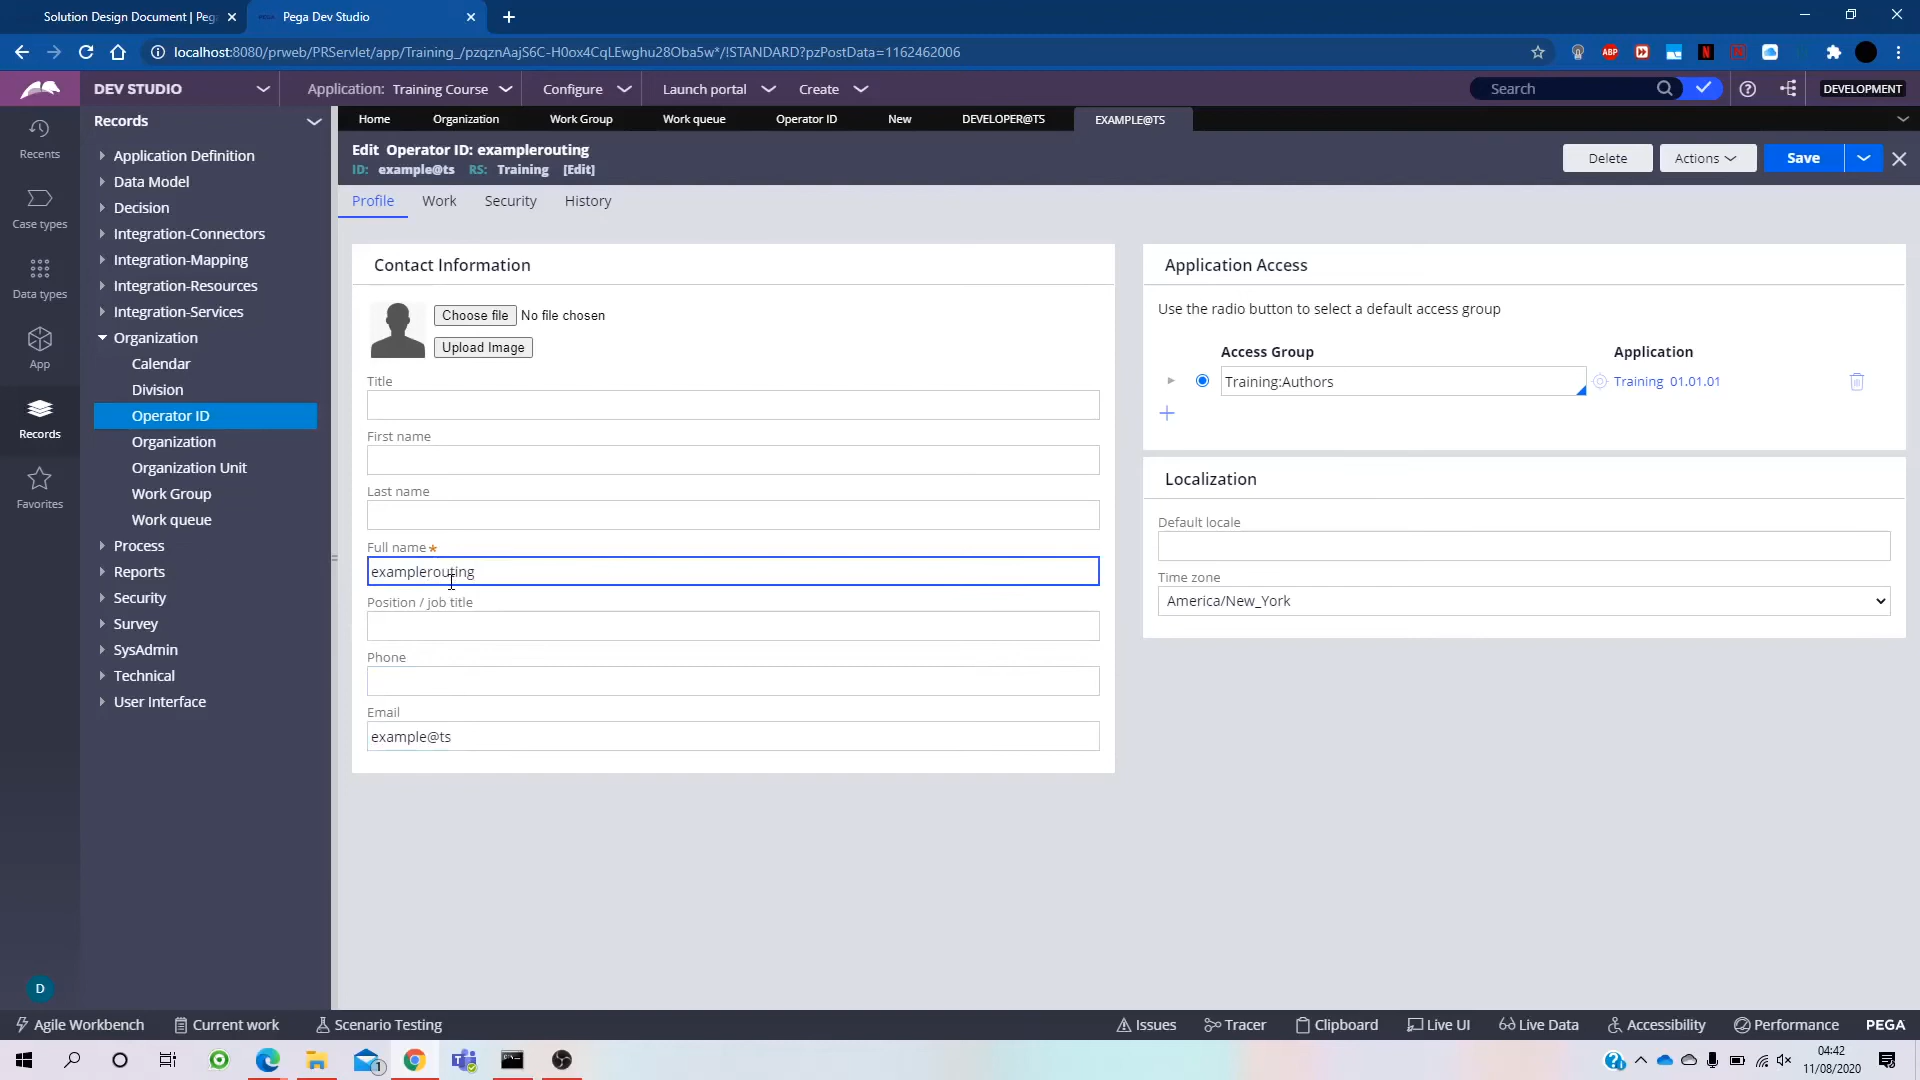 Solution Design Document | Peg
Pega Dev Studio
localhost:8080/prweb/PRServlet/app/Training_/pzqznAajS6C-H0ox4CqLEwghu28Oba5w*/!STANDARD?pzPostData=1162462006
ABP
DEV STUDIO
Application: Training Course
Configure
Launch portal
Create
Search
DEVELOPMENT
Recents
Case types
Data types
App
Records
Favorites
D
Records
Application Definition
Data Model
Decision
Integration-Connectors
Integration-Mapping
Integration-Resources
Integration-Services
Organization
Calendar
Division
Operator ID
Organization
Organization Unit
Work Group
Work queue
Process
Reports
Security
Survey
SysAdmin
Technical
User Interface
Home
Organization
Work Group
Work queue
Operator ID
New
DEVELOPER@TS
EXAMPLE@TS
Edit Operator ID: examplerouting
ID: example@ts RS: Training [Edit]
Delete
Actions
Save
Profile
Work
Security
History
Contact Information
Choose file No file chosen
Upload Image
Title
First name
Last name
Full name *
examplerouting
Position / job title
Phone
Email
example@ts
Application Access
Use the radio button to select a default access group
Access Group
Application
Training:Authors
Training 01.01.01
Localization
Default locale
Time zone
America/New_York
Agile Workbench
Current work
Scenario Testing
Issues
Tracer
Clipboard
Live UI
Live Data
Accessibility
Performance
PEGA
04:42
11/08/2020